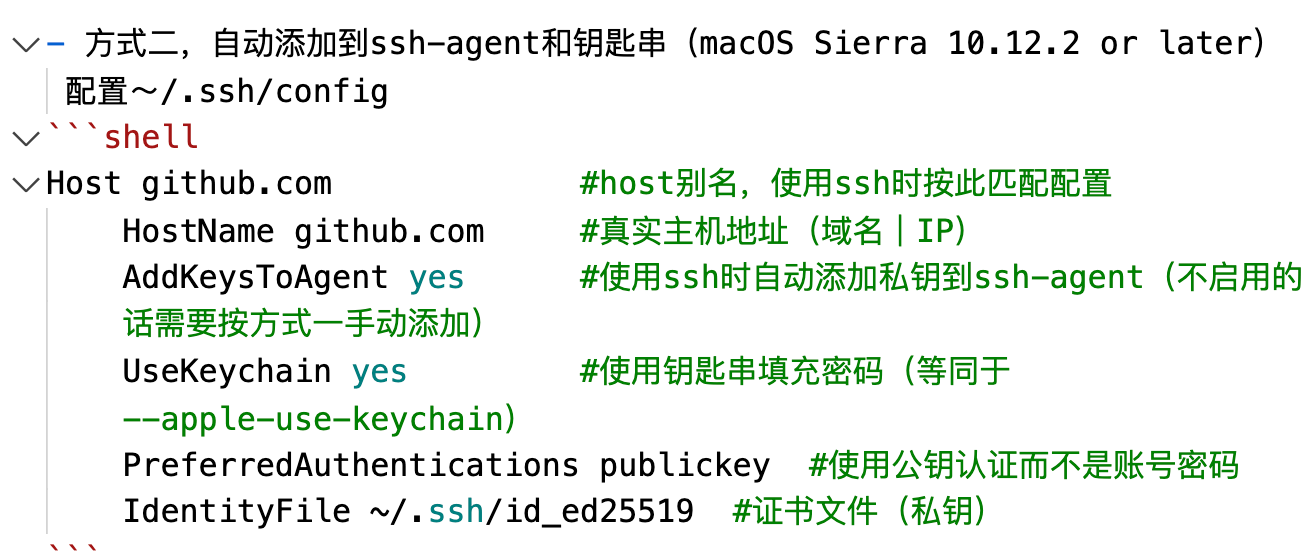 - 方式二，自动添加到ssh-agent和钥匙串（macOS Sierra 10.12.2 or later）
配置～/.ssh/config
```shell
Host github.com             #host别名，使用ssh时按此匹配配置
    HostName github.com     #真实主机地址（域名｜IP）
    AddKeysToAgent yes      #使用ssh时自动添加私钥到ssh-agent（不启用的
    话需要按方式一手动添加）
    UseKeychain yes         #使用钥匙串填充密码（等同于
    --apple-use-keychain）
    PreferredAuthentications publickey  #使用公钥认证而不是账号密码
    IdentityFile ~/.ssh/id_ed25519  #证书文件（私钥）
```